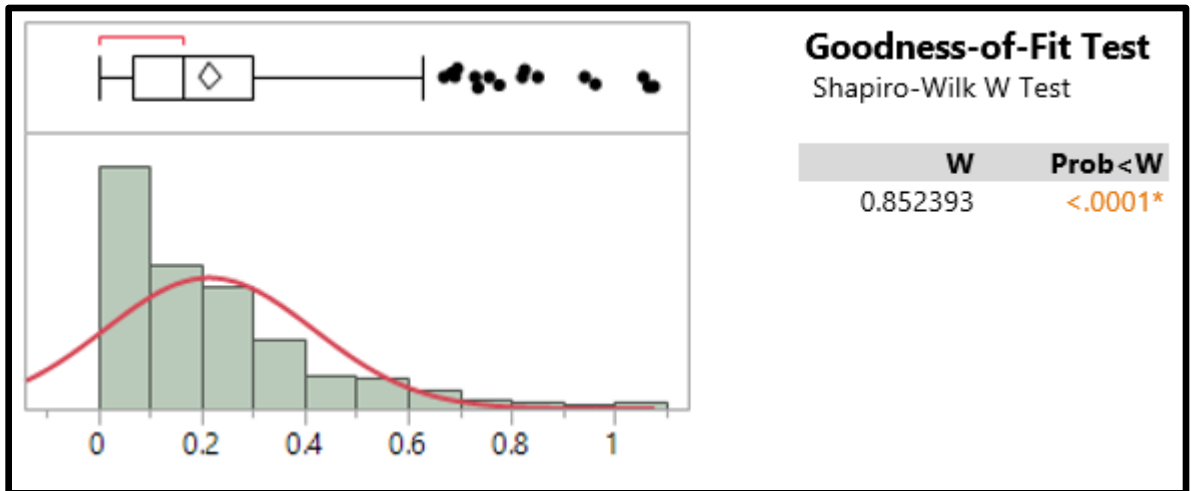 Goodness-of-Fit Test
Shapiro-Wilk W Test
W Prob<W
0.852393 <.0001*
0 0.2 0.4 0.6 0.8 1